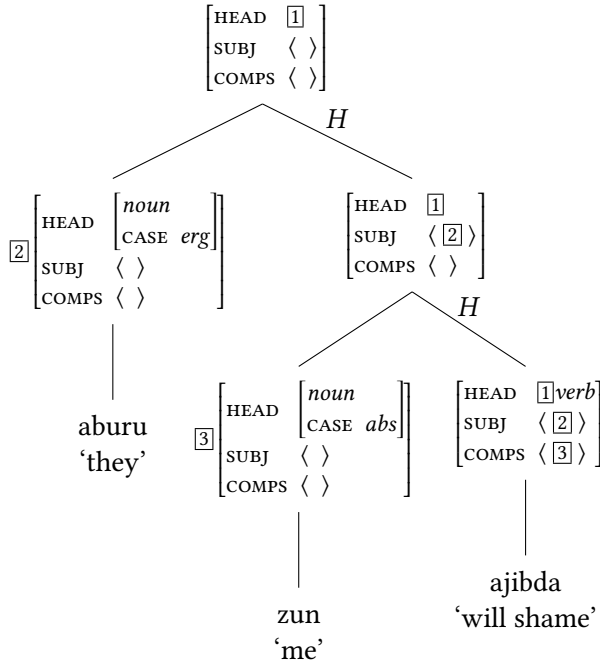 HEAD 1
SUBJ ⟨ ⟩
COMPS ⟨ ⟩
H
2
HEAD
noun
CASE erg
SUBJ ⟨ ⟩
COMPS ⟨ ⟩
HEAD 1
SUBJ ⟨ 2 ⟩
COMPS ⟨ ⟩
H
aburu
‘they’
3
HEAD
noun
CASE abs
SUBJ ⟨ ⟩
COMPS ⟨ ⟩
HEAD 1 verb
SUBJ ⟨ 2 ⟩
COMPS ⟨ 3 ⟩
zun
‘me’
ajibda
‘will shame’